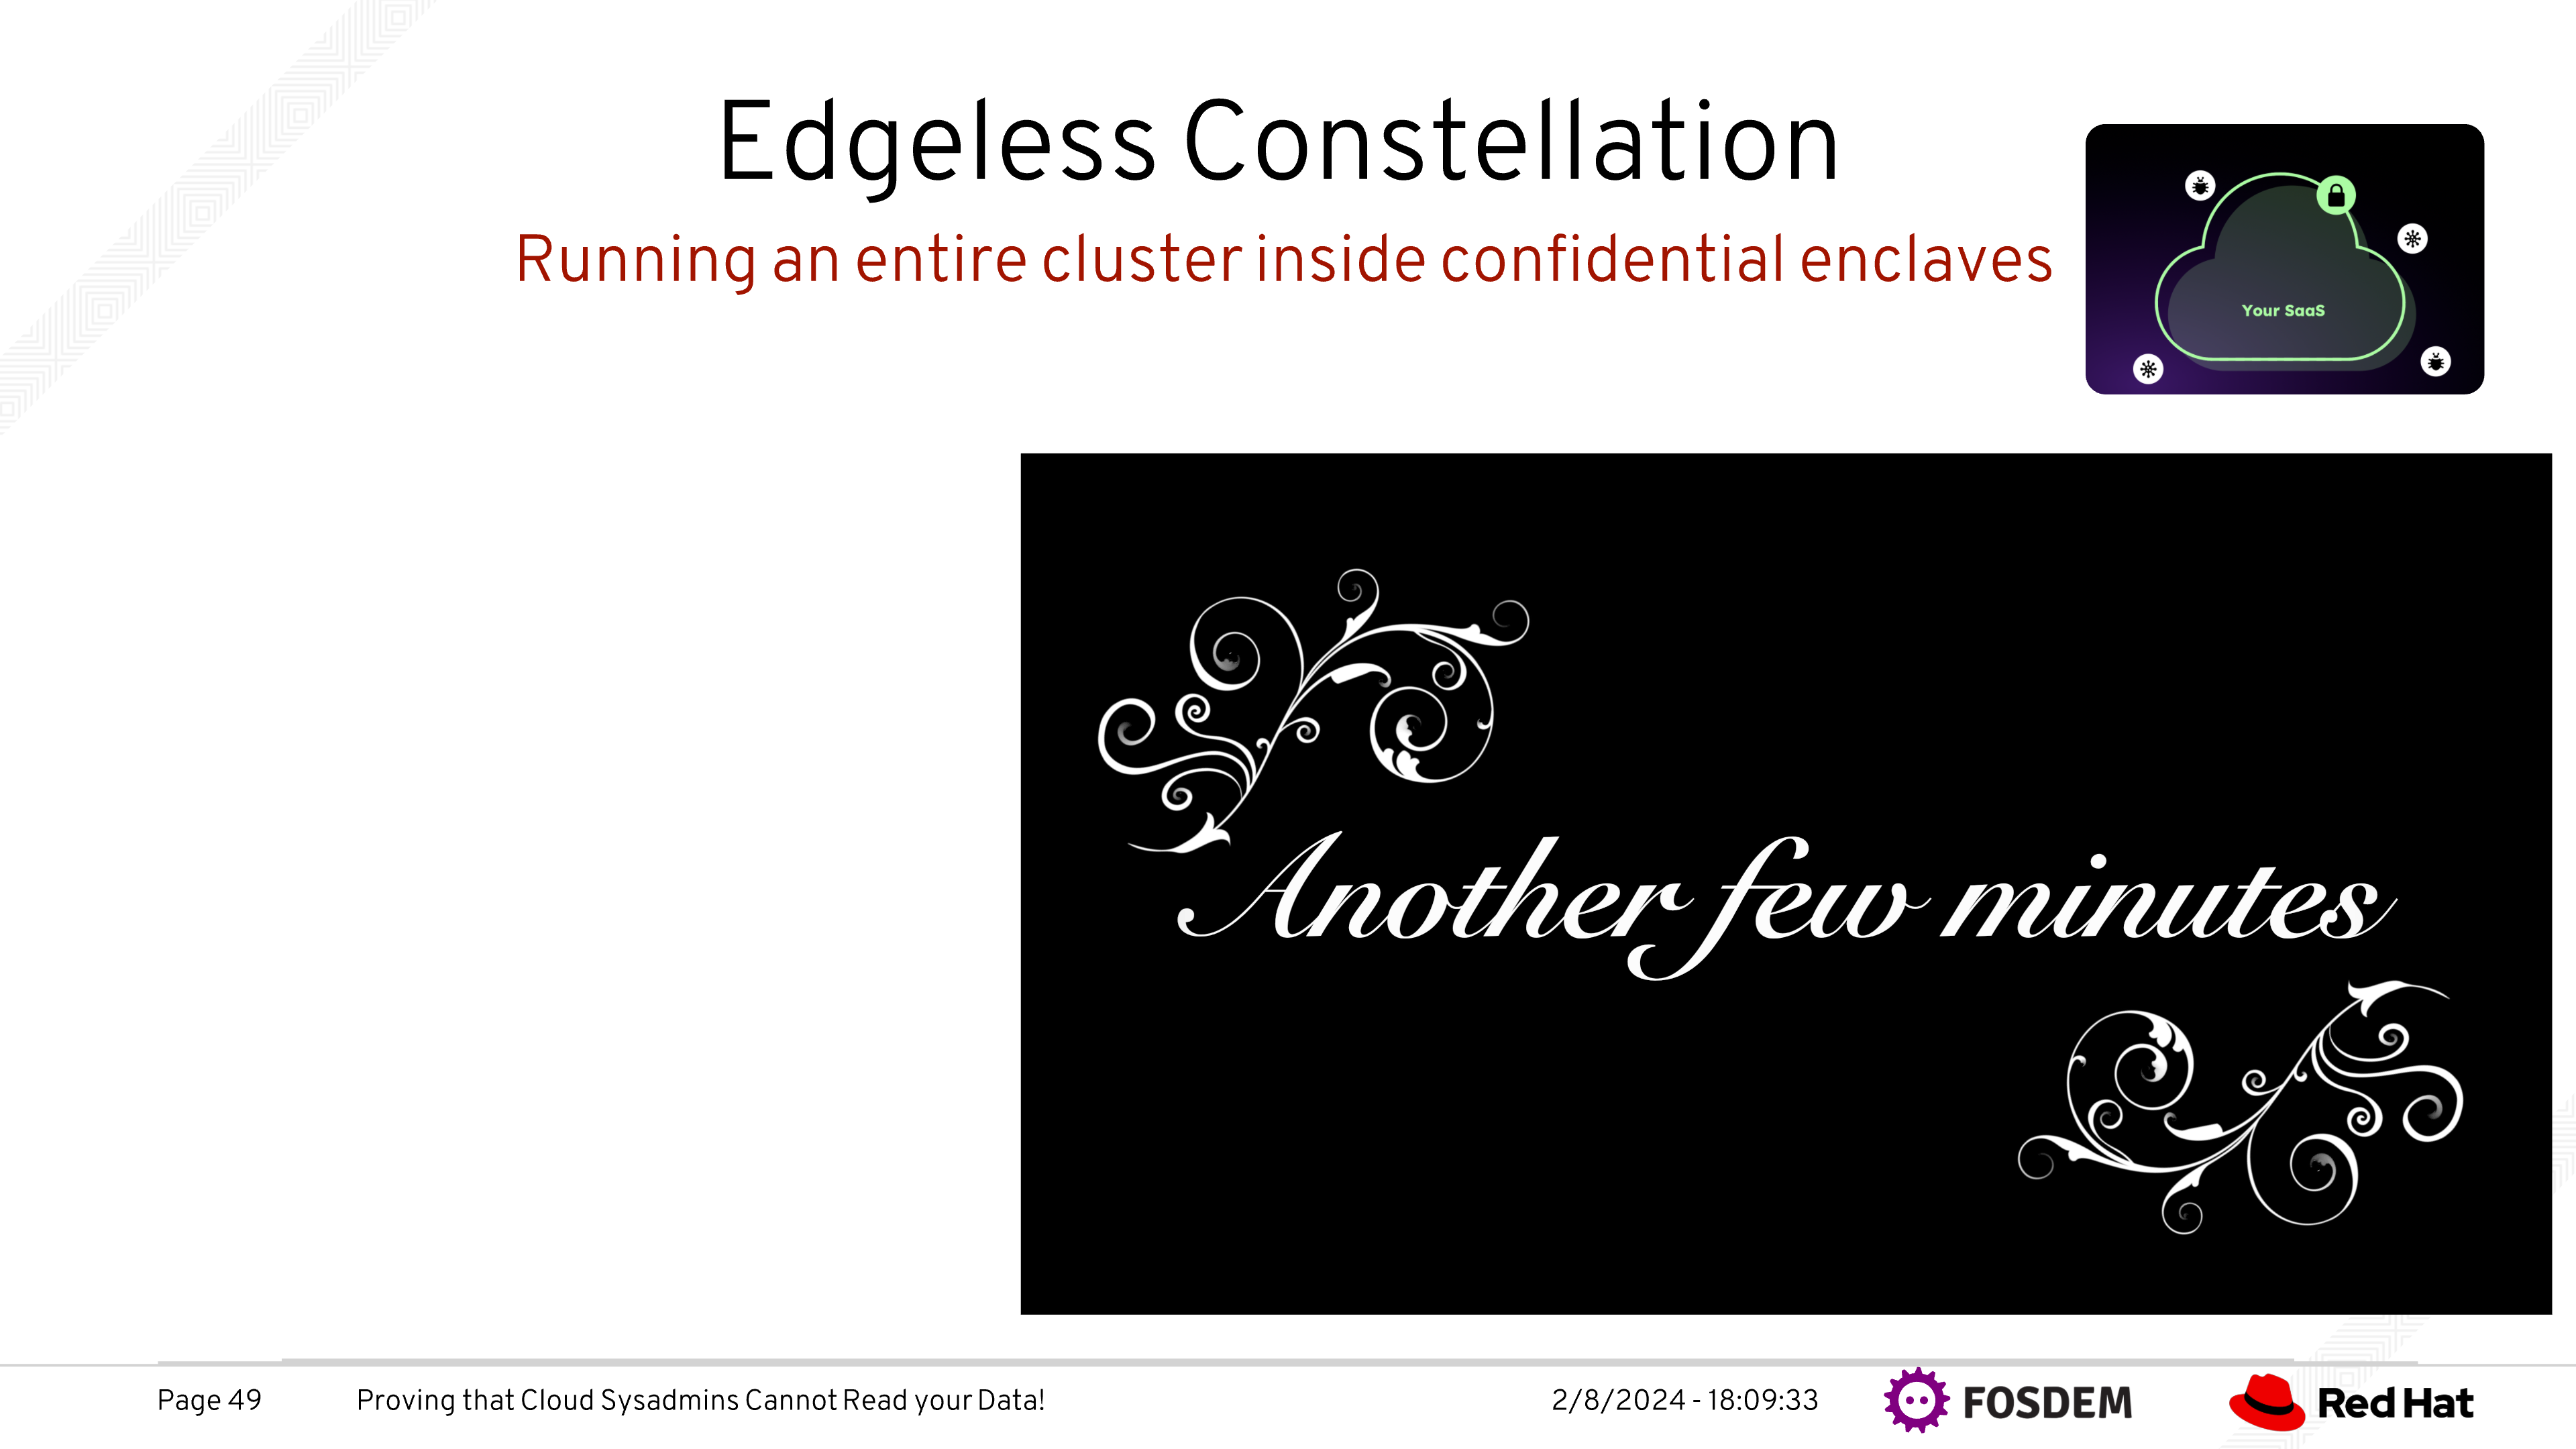 Edgeless Constellation
Running an entire cluster inside confidential enclaves
Your SaaS
Another few minutes
Page 49
Proving that Cloud Sysadmins Cannot Read your Data!
2/8/2024 - 18:09:33
FOSDEM
Red Hat